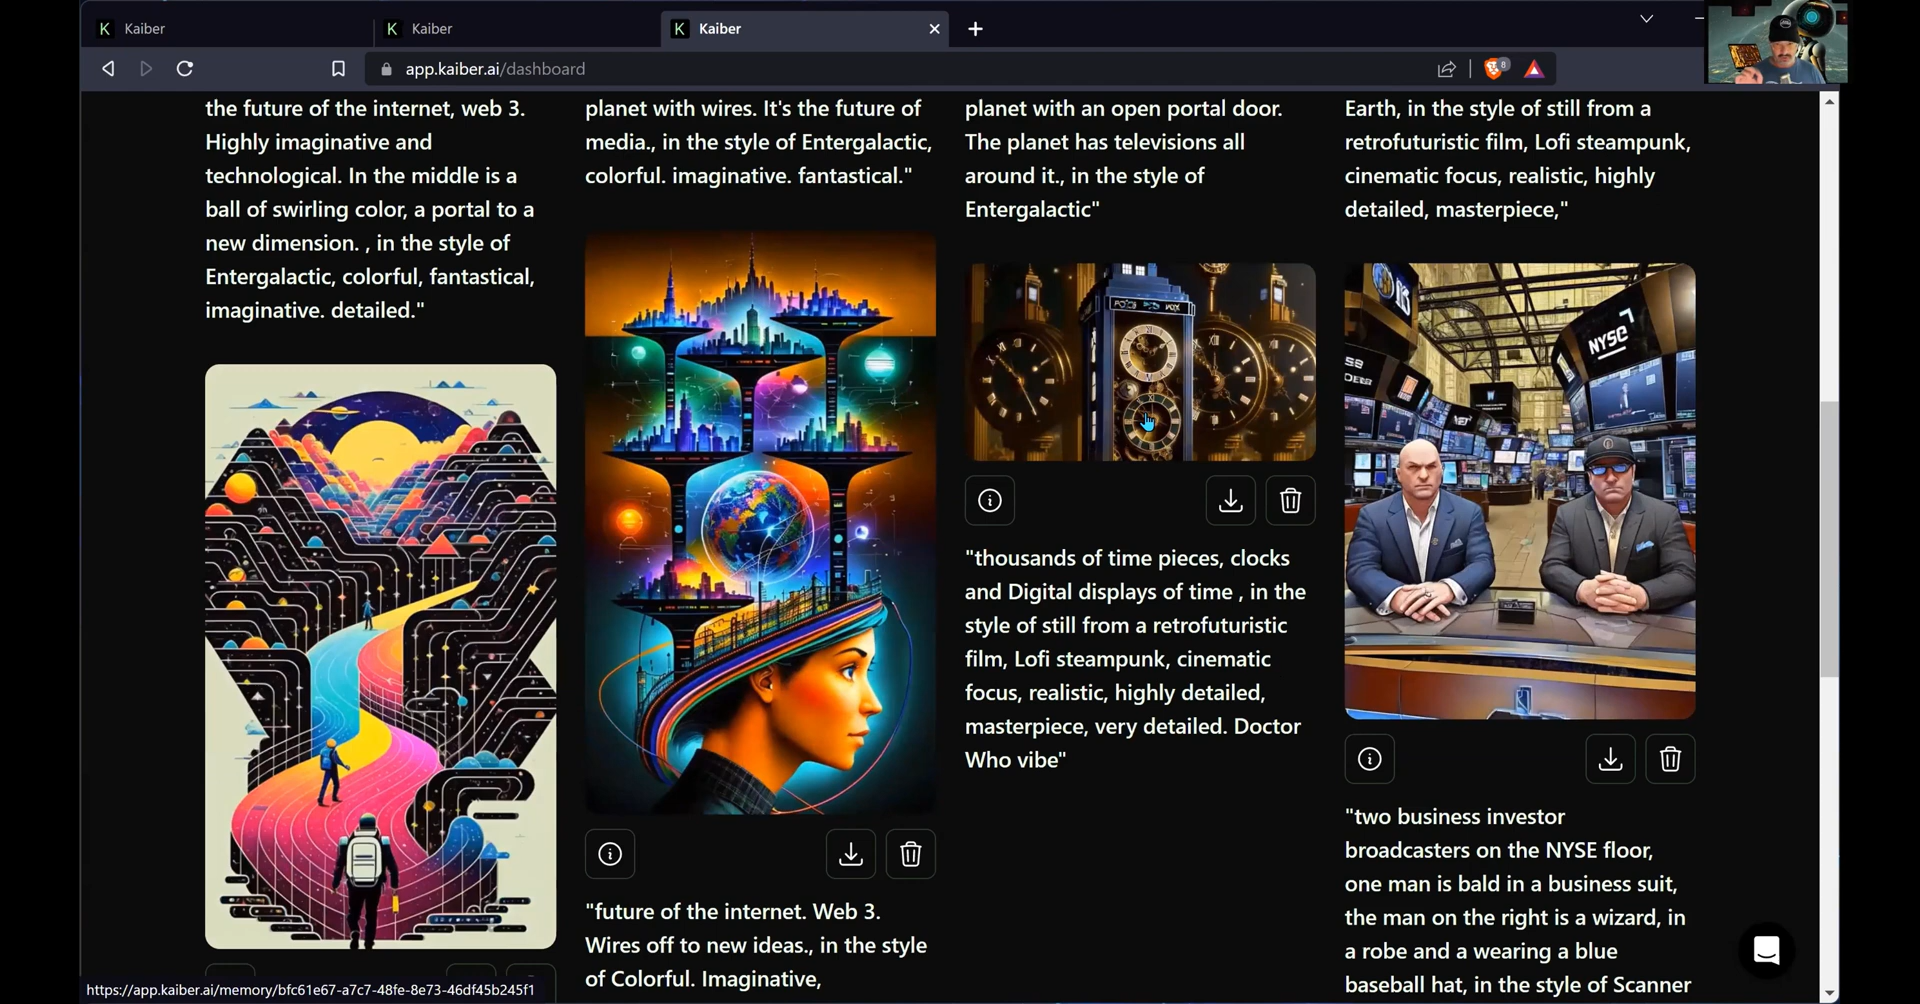 Kaiber
Kaiber
Kaiber
app.kaiber.ai/dashboard
8
the future of the internet, web 3.
Highly imaginative and
technological. In the middle is a
ball of swirling color, a portal to a
new dimension. , in the style of
Entergalactic, colorful, fantastical,
imaginative. detailed."
planet with wires. It's the future of
media., in the style of Entergalactic,
colorful. imaginative. fantastical."
"future of the internet. Web 3.
Wires off to new ideas., in the style
of Colorful. Imaginative,
planet with an open portal door.
The planet has televisions all
around it., in the style of
Entergalactic"
"thousands of time pieces, clocks
and Digital displays of time , in the
style of still from a retrofuturistic
film, Lofi steampunk, cinematic
focus, realistic, highly detailed,
masterpiece, very detailed. Doctor
Who vibe"
Earth, in the style of still from a
retrofuturistic film, Lofi steampunk,
cinematic focus, realistic, highly
detailed, masterpiece,"
NYSE
"two business investor
broadcasters on the NYSE floor,
one man is bald in a business suit,
the man on the right is a wizard, in
a robe and a wearing a blue
baseball hat, in the style of Scanner
https://app.kaiber.ai/memory/bfc61e67-a7c7-48fe-8e73-46df45b245f1